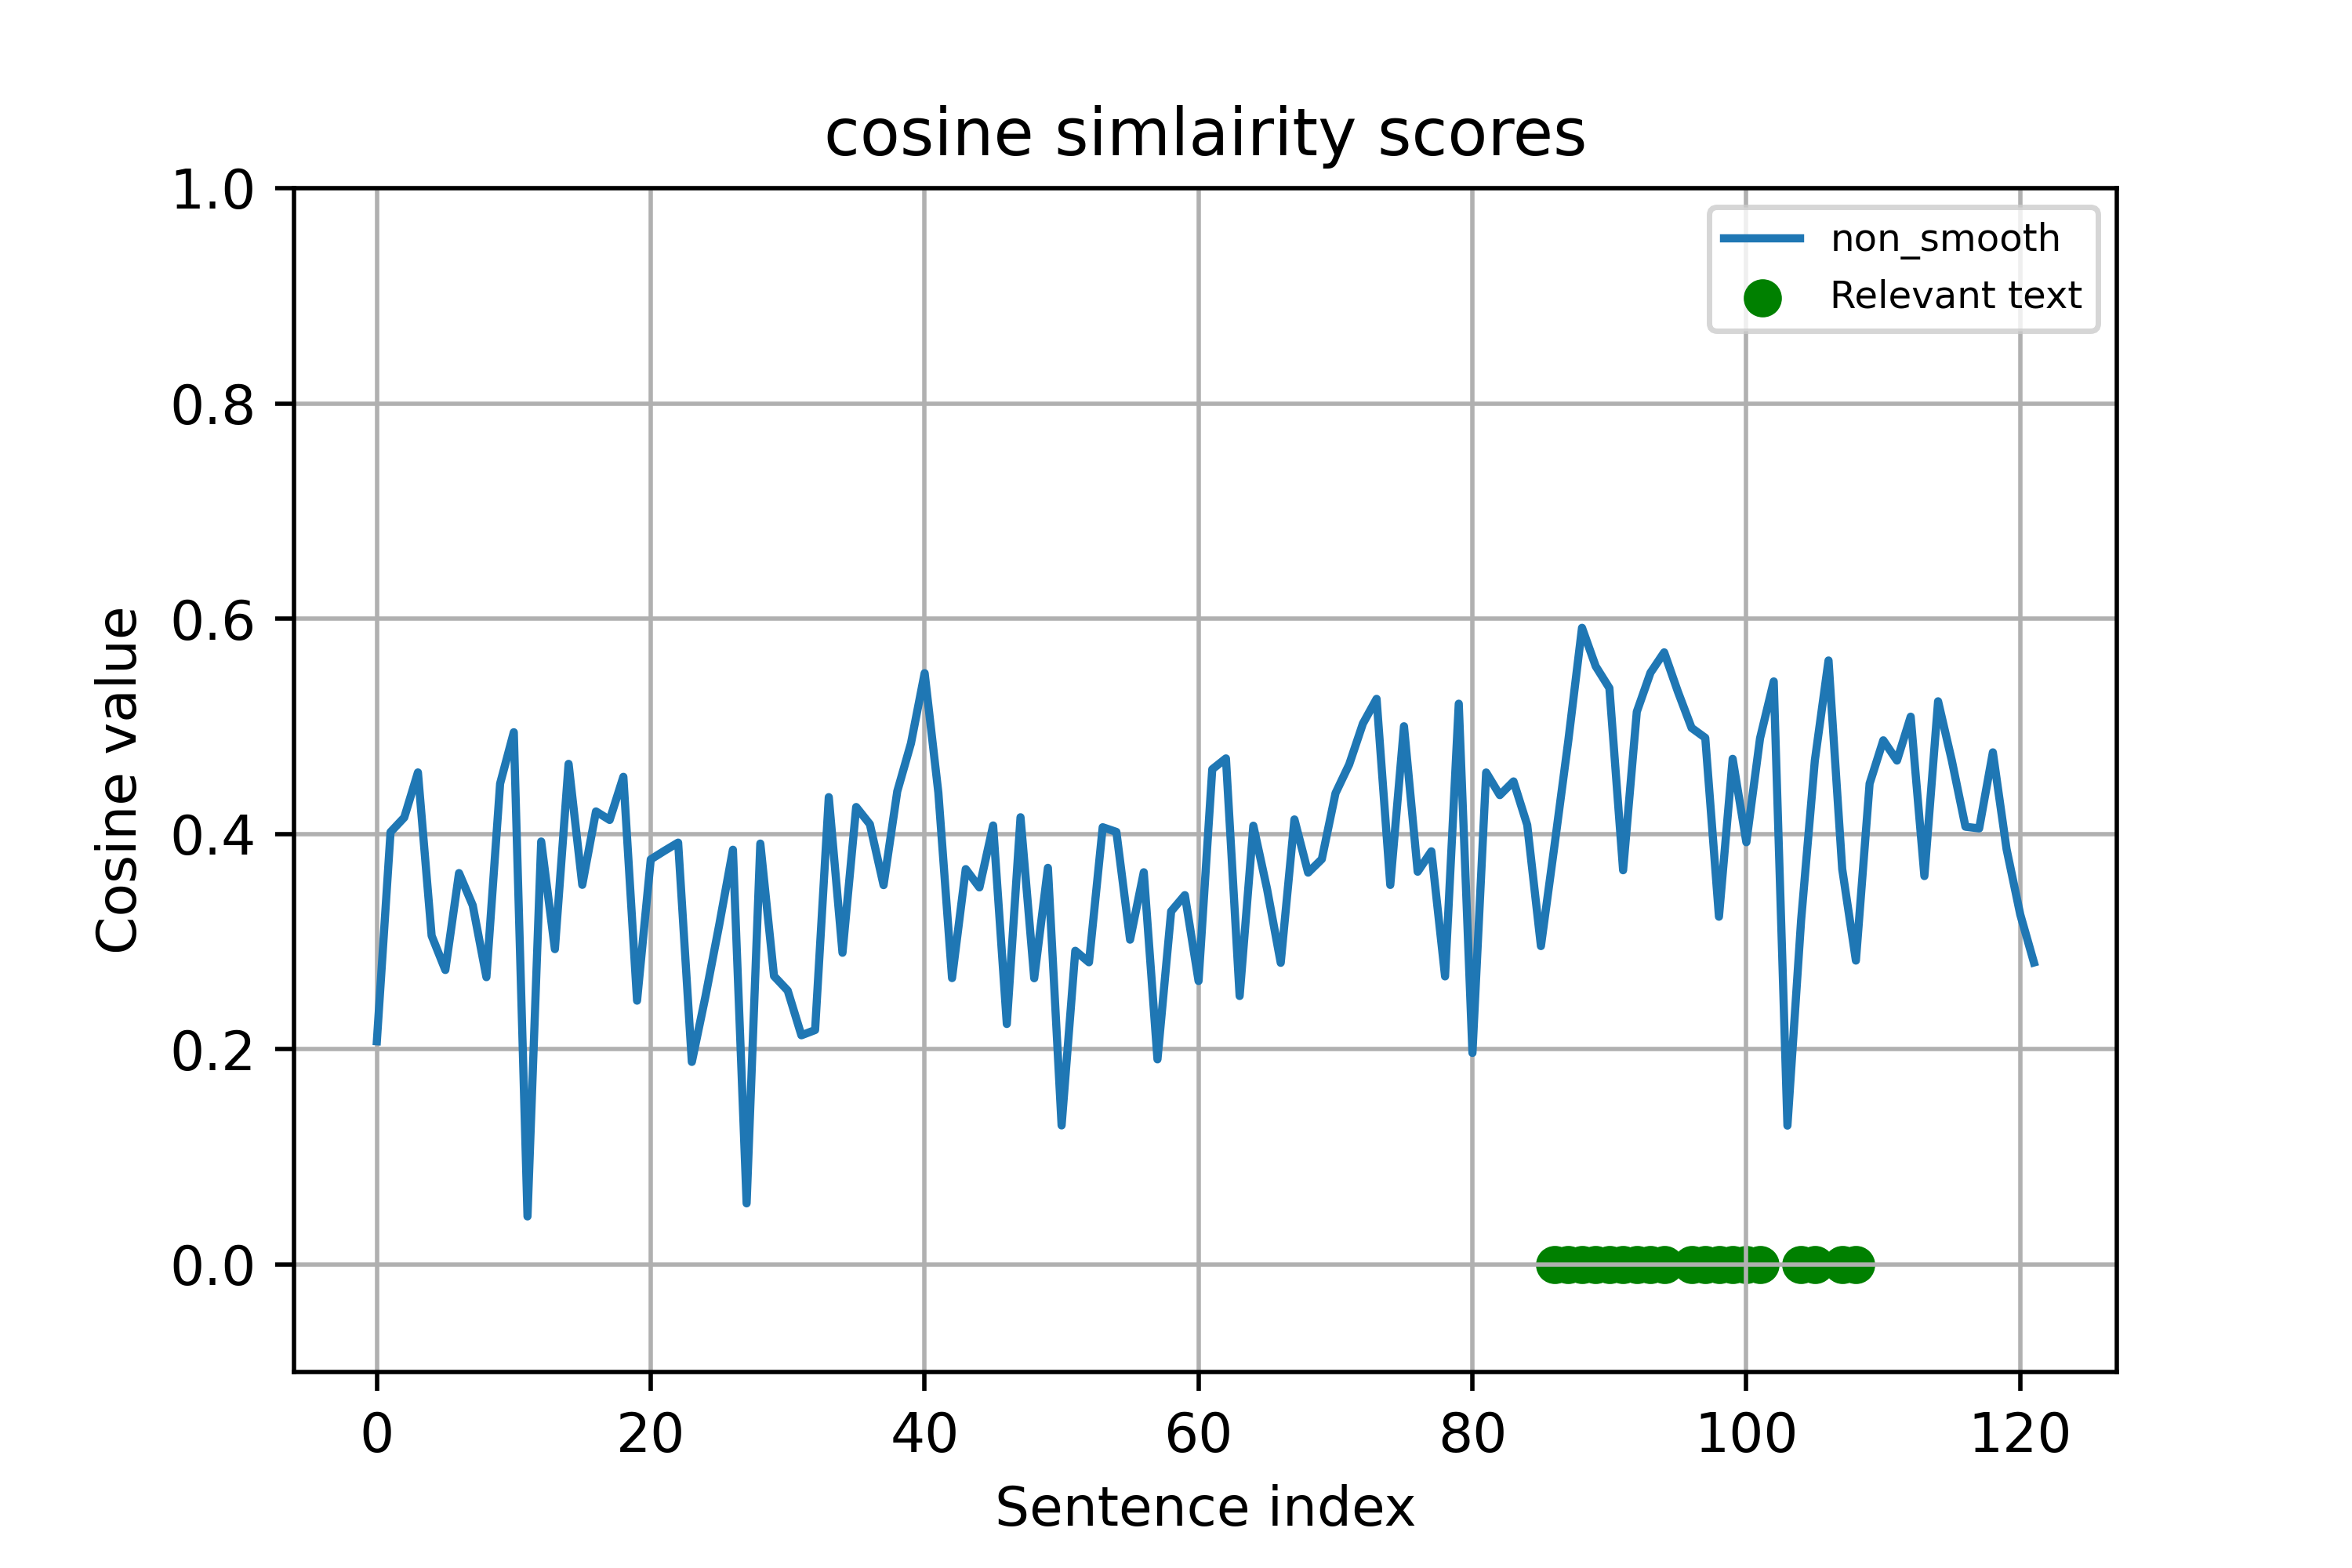 cosine simlairity scores
1.0
0.8
0.6
0.4
0.2
0.0
Cosine value
non_smooth
Relevant text
0 20 40 60 80 100 120
Sentence index